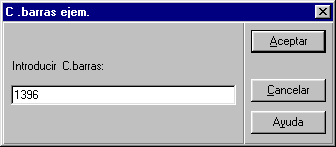 C .barras ejem.
Aceptar
Introducir C.barras:
1396
Cancelar
Ayuda